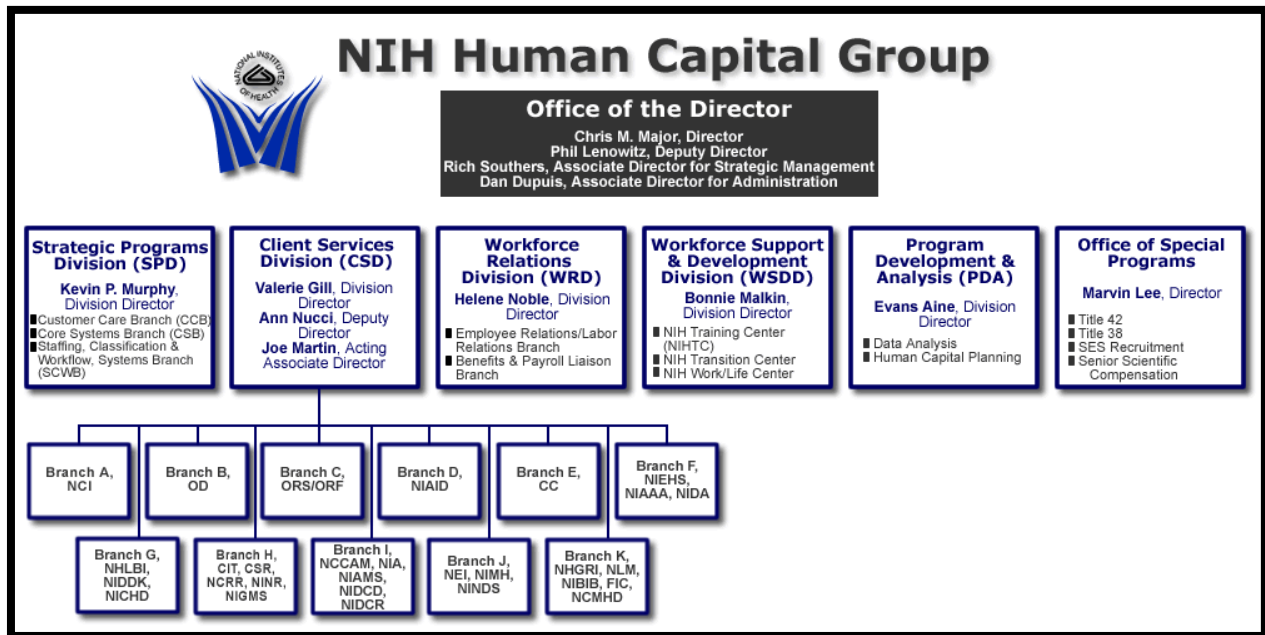 NIH Human Capital Group
NATIONAL INSTITUTES
OF HEALTH
Office of the Director
Chris M. Major, Director
Phil Lenowitz, Deputy Director
Rich Southers, Associate Director for Strategic Management
Dan Dupuis, Associate Director for Administration
Strategic Programs
Division (SPD)
Kevin P. Murphy,
Division Director
Customer Care Branch (CCB)
Core Systems Branch (CSB)
Staffing, Classification &
Workflow, Systems Branch
(SCWB)
Client Services
Division (CSD)
Valerie Gill, Division
Director
Ann Nucci, Deputy
Director
Joe Martin, Acting
Associate Director
Workforce
Relations
Division (WRD)
Helene Noble, Division
Director
Employee Relations/Labor
Relations Branch
Benefits & Payroll Liaison
Branch
Workforce Support
& Development
Division (WSDD)
Bonnie Malkin,
Division Director
NIH Training Center
(NIHTC)
NIH Transition Center
NIH Work/Life Center
Program
Development &
Analysis (PDA)
Evans Aine, Division
Director
Data Analysis
Human Capital Planning
Office of Special
Programs
Marvin Lee, Director
Title 42
Title 38
SES Recruitment
Senior Scientific
Compensation
Branch A,
NCI
Branch B,
OD
Branch C,
ORS/ORF
Branch D,
NIAID
Branch E,
CC
Branch F,
NIEHS,
NIAAA, NIDA
Branch G,
NHLBI,
NIDDK,
NICHD
Branch H,
CIT, CSR,
NCRR, NINR,
NIGMS
Branch I,
NCCAM, NIA,
NIAMS,
NIDCD,
NIDCR
Branch J,
NEI, NIMH,
NINDS
Branch K,
NHGRI, NLM,
NIBIB, FIC,
NCMHD